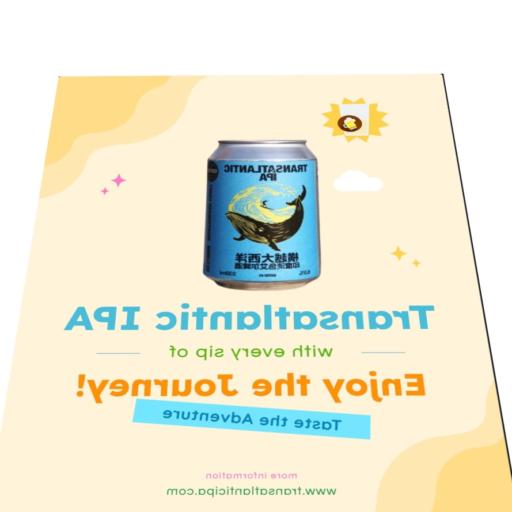 TRANSATLANTIC
IPA
横越大西洋
Transatlantic IPA
with every sip of
Enjoy the Journey!
Taste the Adventure
more information
www.transatlanticipa.com